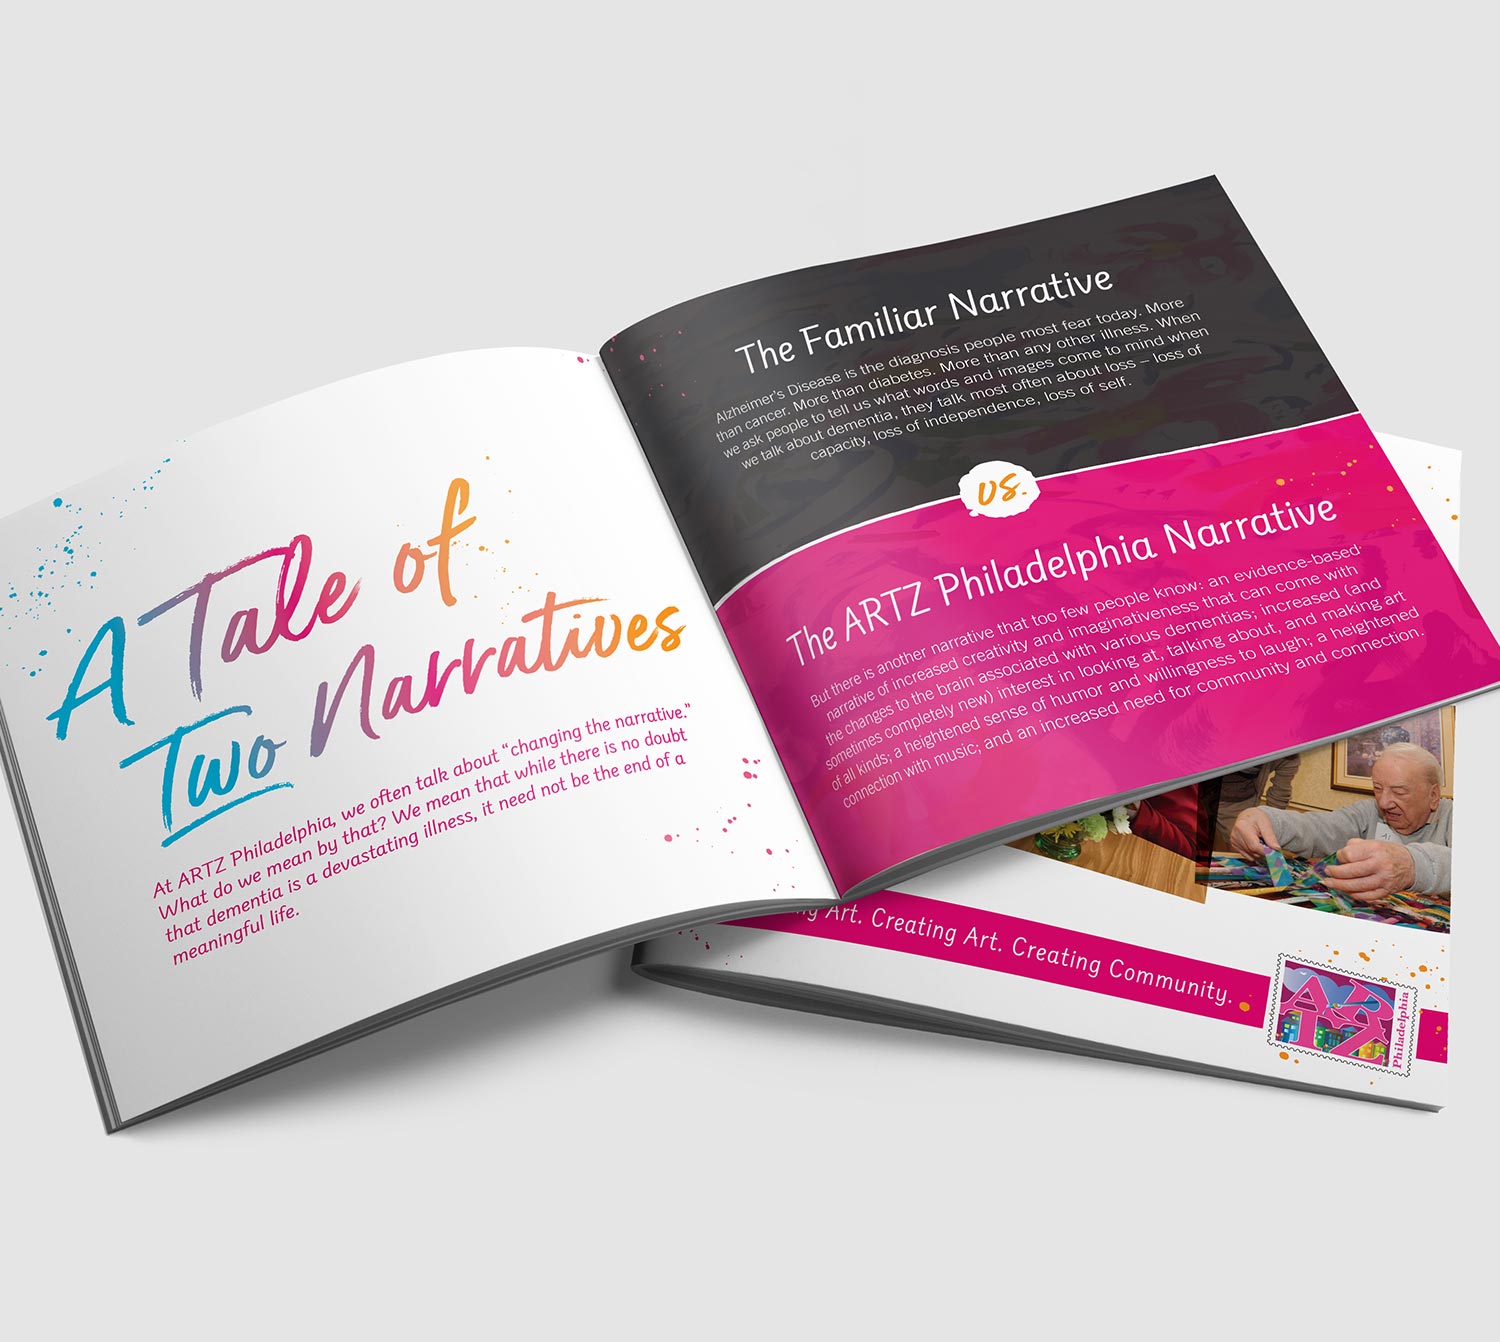 A Tale of
Two Narratives
At ARTZ Philadelphia, we often talk about “changing the narrative.”
What do we mean by that? We mean that while there is no doubt
that dementia is a devastating illness, it need not be the end of a
meaningful life.
The Familiar Narrative
Alzheimer's Disease is the diagnosis people most fear today. More
than cancer. More than diabetes. More than any other illness. When
we ask people to tell us what words and images come to mind when
we talk about dementia, they talk most often about loss – loss of
capacity, loss of independence, loss of self.
vs.
The ARTZ Philadelphia Narrative
But there is another narrative that too few people know: an evidence-based
narrative of increased creativity and imaginativeness that can come with
the changes to the brain associated with various dementias; increased (and
sometimes completely new) interest in looking at, talking about, and making art
of all kinds; a heightened sense of humor and willingness to laugh; a heightened
connection with music; and an increased need for community and connection.
Art. Creating Art. Creating Community.
ARTZ
Philadelphia